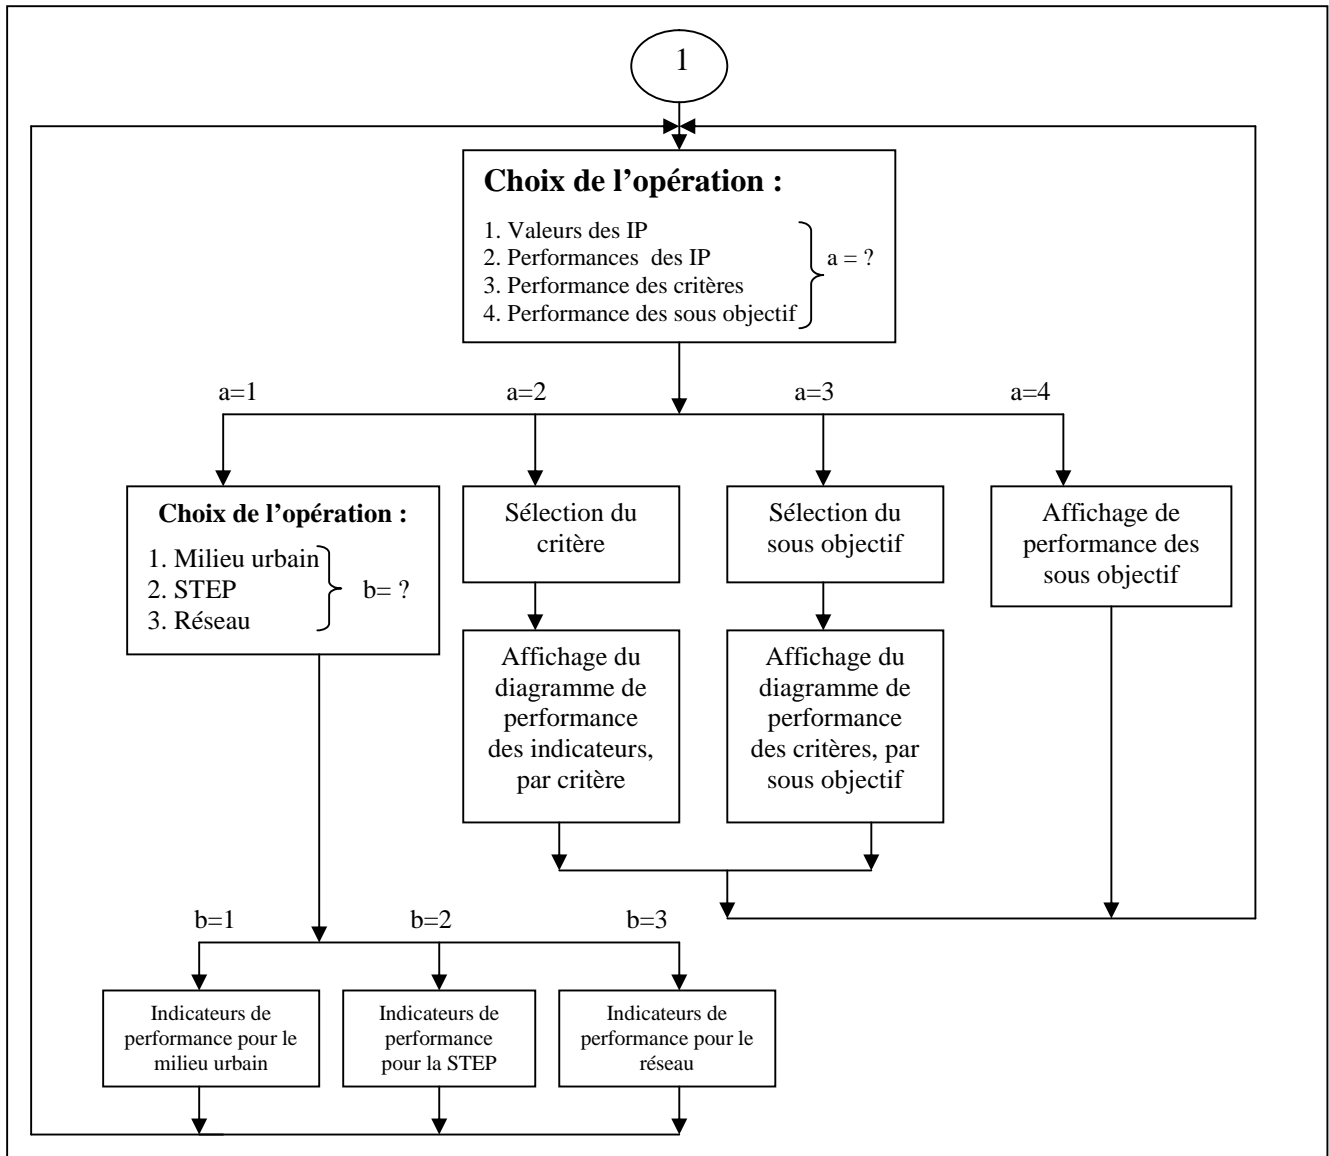 1
Choix de l’opération :
1. Valeurs des IP
2. Performances  des IP
3. Performance des critères
4. Performance des sous objectif
a = ?
a=1
a=2
a=3
a=4
Choix de l’opération :
1. Milieu urbain
2. STEP
3. Réseau
b= ?
Sélection du
critère
Sélection du
sous objectif
Affichage de
performance des
sous objectif
Affichage du
diagramme de
performance
des indicateurs,
par critère
Affichage du
diagramme de
performance
des critères, par
sous objectif
b=1
b=2
b=3
Indicateurs de
performance pour le
milieu urbain
Indicateurs de
performance
pour la STEP
Indicateurs de
performance pour le
réseau